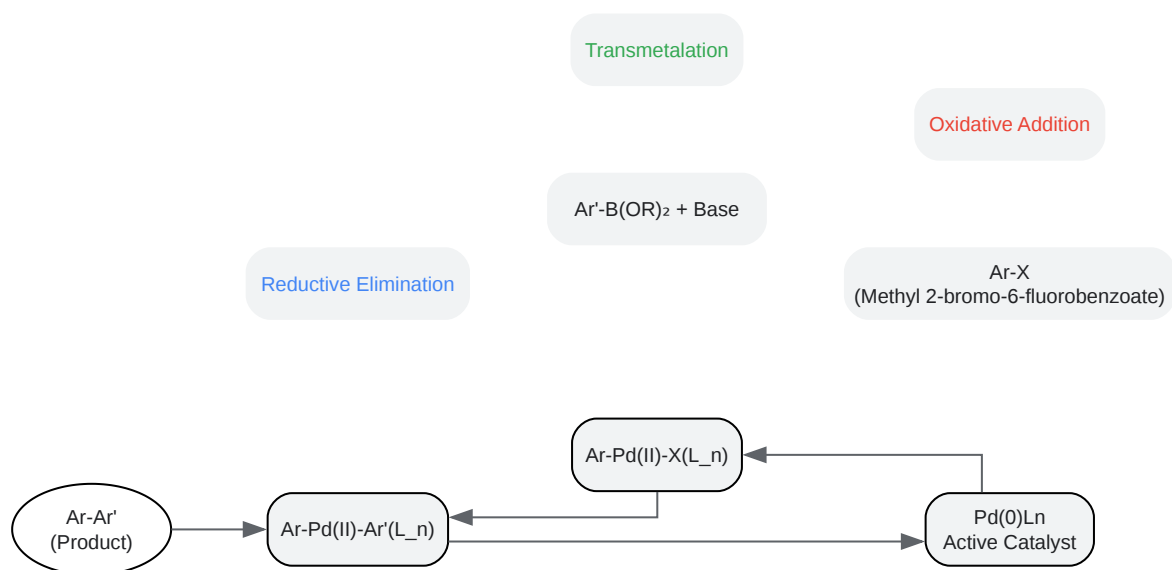 Transmetalation
Oxidative Addition
Ar'-B(OR)₂ + Base
Reductive Elimination
Ar-X
(Methyl 2-bromo-6-fluorobenzoate)
Ar-Pd(II)-X(L_n)
Ar-Ar'
(Product)
Ar-Pd(II)-Ar'(L_n)
Pd(0)Ln
Active Catalyst